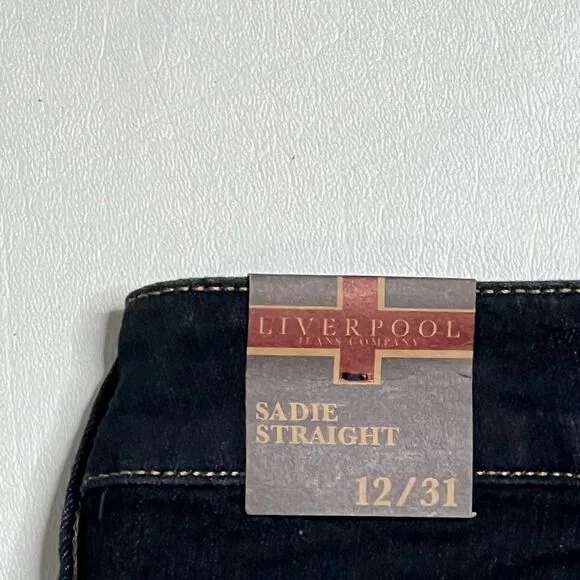 LIVERPOOL
JEANS COMPANY
SADIE
STRAIGHT
12/31